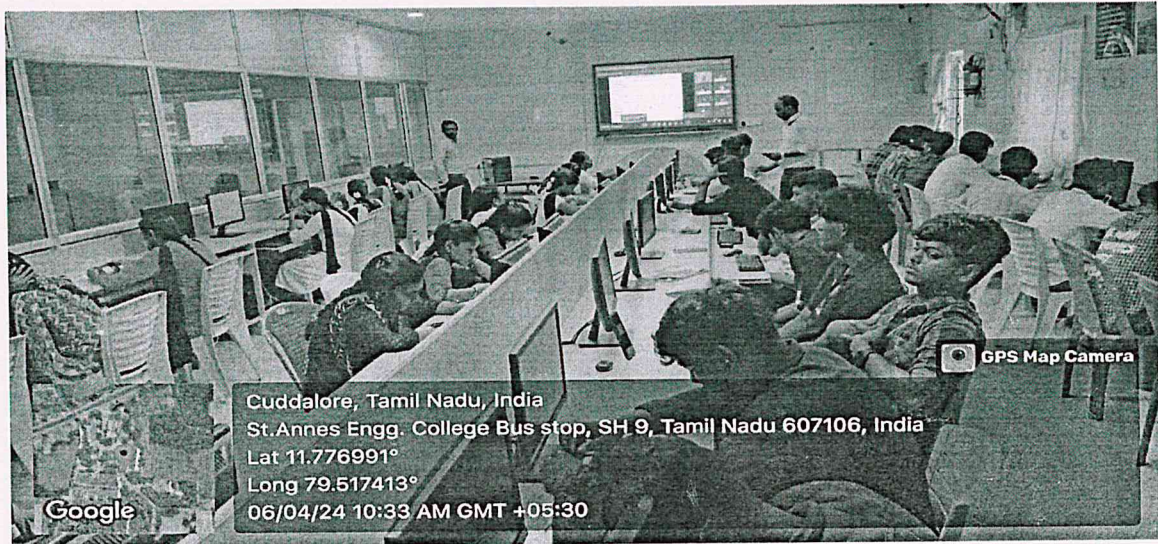 GPS Map Camera
Cuddalore, Tamil Nadu, India
St.Annes Engg. College Bus stop, SH 9, Tamil Nadu 607106, India
Lat 11.776991°
Long 79.517413°
06/04/24 10:33 AM GMT +05:30
Google